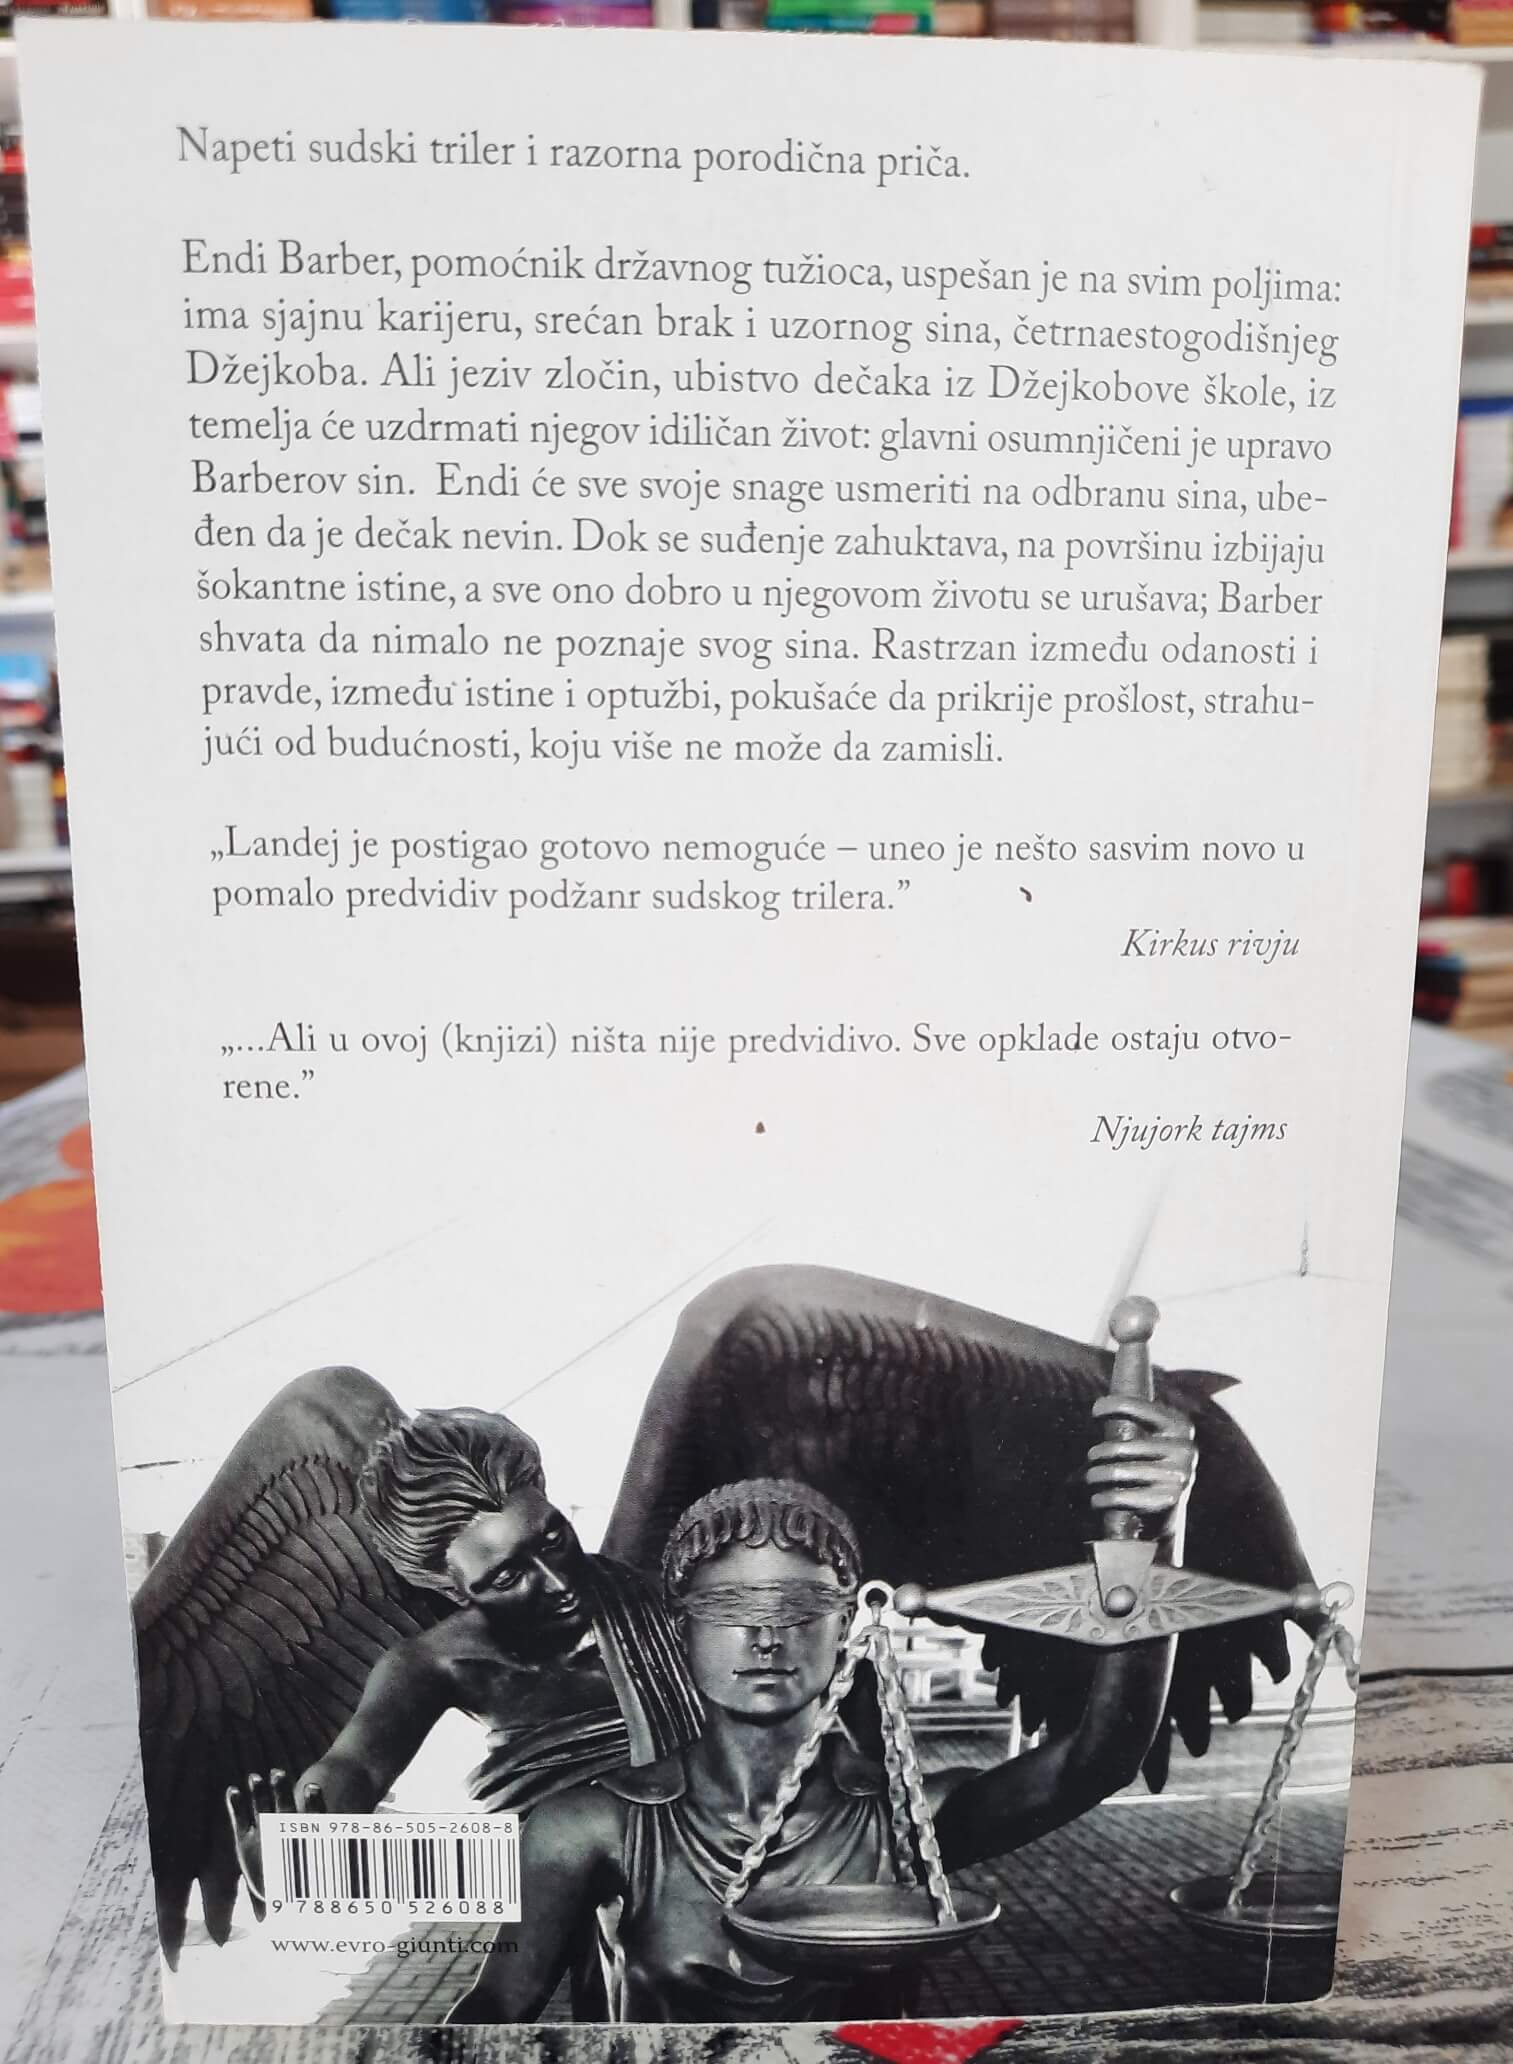 Napeti sudski triler i razorna porodična priča.
Endi Barber, pomoćnik državnog tužioca, uspešan je na svim poljima:
ima sjajnu karijeru, srećan brak i uzornog sina, četrnaestogodišnjeg
Džejkoba. Ali jeziv zločin, ubistvo dečaka iz Džejkobove škole, iz
temelja će uzdrmati njegov idiličan život: glavni osumnjičeni je upravo
Barberov sin. Endi će sve svoje snage usmeriti na odbranu sina, ube-
đen da je dečak nevin. Dok se suđenje zahuktava, na površinu izbijaju
šokantne istine, a sve ono dobro u njegovom životu se urušava; Barber
shvata da nimalo ne poznaje svog sina. Rastrzan između odanosti i
pravde, između istine i optužbi, pokušaće da prikrije prošlost, strahu-
jući od budućnosti, koju više ne može da zamisli.
„Landej je postigao gotovo nemoguće – uneo je nešto sasvim novo u
pomalo predvidiv podžanr sudskog trilera.”
Kirkus rivju
„...Ali u ovoj (knjizi) ništa nije predvidivo. Sve opklade ostaju otvo-
rene.”
Njujork tajms
ISBN 978-86-505-2608-8
9 788650 526088
www.evro-giunti.com